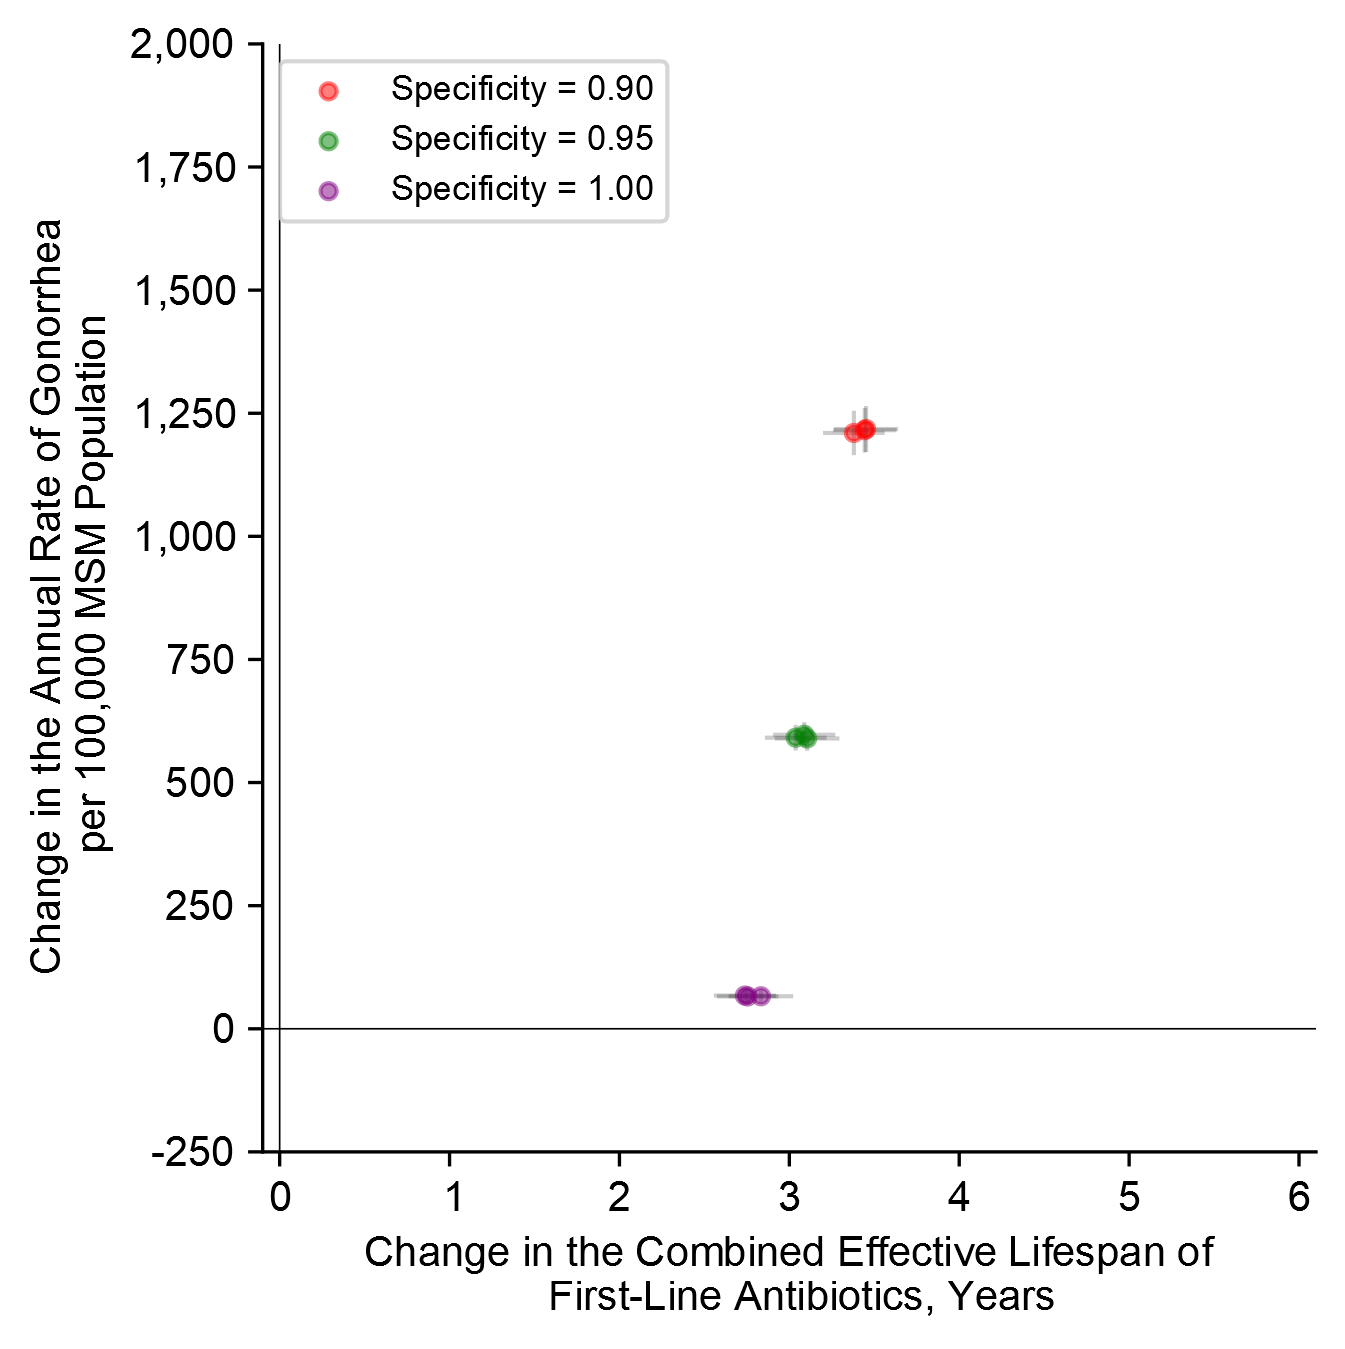 2,000
1,750
1,500
1,250
1,000
750
500
250
0
-250
Specificity = 0.90
Specificity = 0.95
Specificity = 1.00
Change in the Annual Rate of Gonorrhea
per 100,000 MSM Population
0 1 2 3 4 5 6
Change in the Combined Effective Lifespan of
First-Line Antibiotics, Years